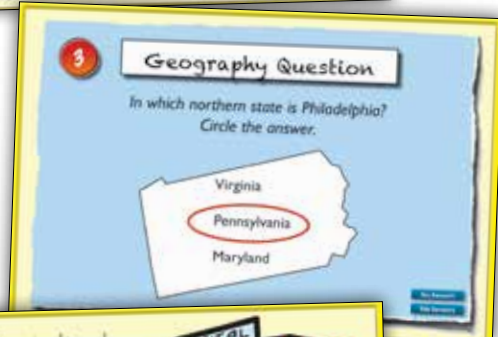 3
Geography Question
In which northern state is Philadelphia?
Circle the answer.
Virginia
Pennsylvania
Maryland